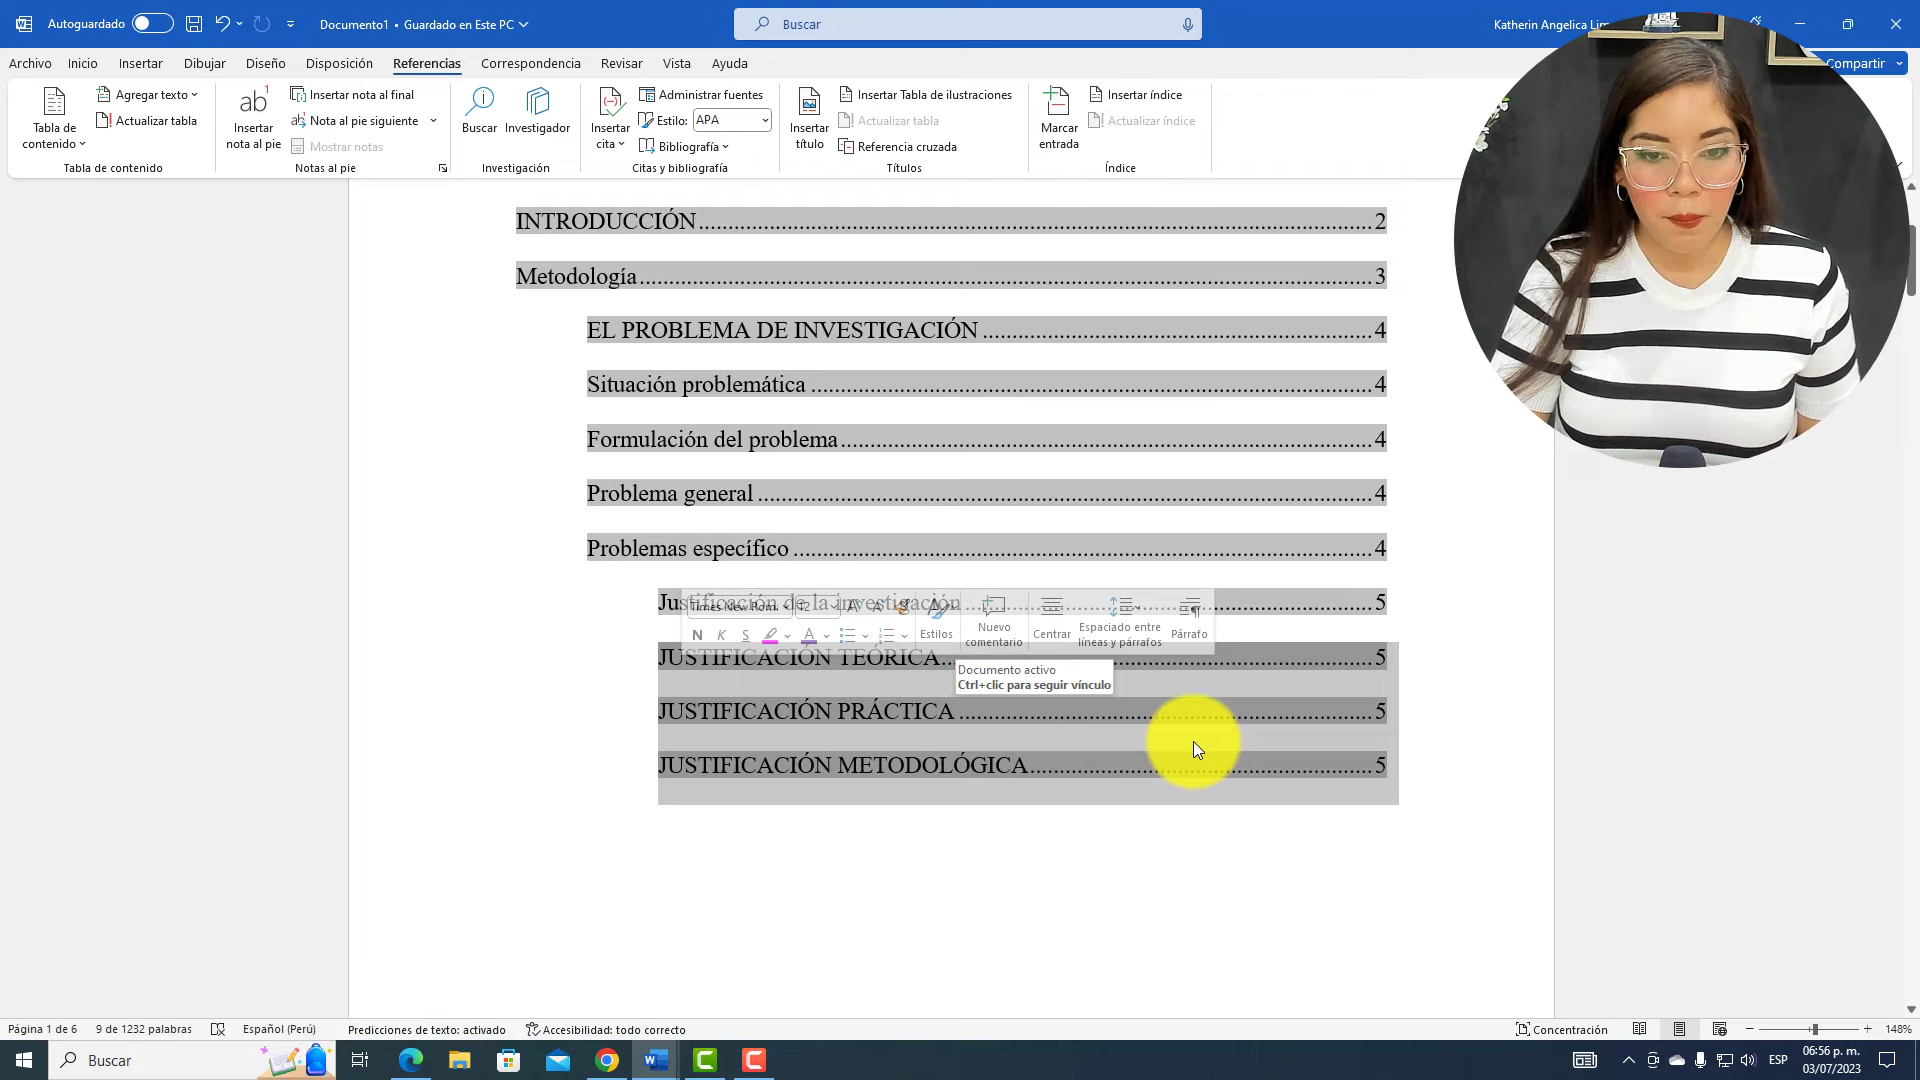 Autoguardado
Documento1 • Guardado en Este PC
Buscar
Katherin Angelica Lim
Archivo Inicio Insertar Dibujar Diseño Disposición Referencias Correspondencia Revisar Vista Ayuda
Compartir
Tabla de contenido
Agregar texto
Actualizar tabla
Tabla de contenido
ab
1
Insertar nota al pie
Insertar nota al final
Nota al pie siguiente
Mostrar notas
Notas al pie
Buscar
Investigador
Investigación
Insertar cita
Administrar fuentes
Estilo: APA
Bibliografía
Citas y bibliografía
Insertar título
Insertar Tabla de ilustraciones
Actualizar tabla
Referencia cruzada
Títulos
Marcar entrada
Insertar índice
Actualizar índice
Índice
INTRODUCCIÓN 2
Metodología 3
EL PROBLEMA DE INVESTIGACIÓN 4
Situación problemática 4
Formulación del problema 4
Problema general 4
Problemas específico 4
Justificación de la investigación 5
Times New Rom. 12
N K S
Estilos
Nuevo comentario
Centrar
Espaciado entre líneas y párrafos
Párrafo
JUSTIFICACIÓN TEÓRICA 5
Documento activo
Ctrl+clic para seguir vínculo
JUSTIFICACIÓN PRÁCTICA 5
JUSTIFICACIÓN METODOLÓGICA 5
Página 1 de 6 9 de 1232 palabras Español (Perú) Predicciones de texto: activado Accesibilidad: todo correcto Concentración 148%
Buscar
ESP
06:56 p. m.
03/07/2023